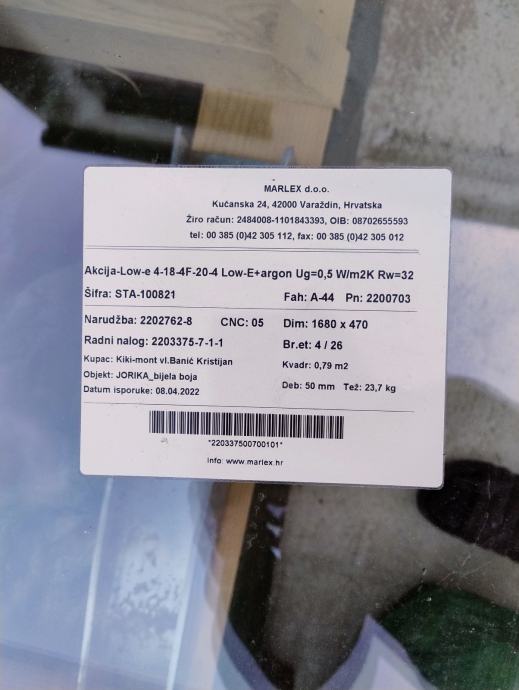 MARLEX d.o.o.
Kućanska 24, 42000 Varaždin, Hrvatska
Žiro račun: 2484008-1101843393, OIB: 08702655593
tel: 00 385 (0)42 305 112, fax: 00 385 (0)42 305 012
Akcija-Low-e 4-18-4F-20-4 Low-E+argon Ug=0,5 W/m2K Rw=32
Šifra: STA-100821 Fah: A-44 Pn: 2200703
Narudžba: 2202762-8 CNC: 05 Dim: 1680 x 470
Radni nalog: 2203375-7-1-1 Br.et: 4 / 26
Kupac: Kiki-mont vl.Banić Kristijan Kvadr: 0,79 m2
Objekt: JORIKA_bijela boja
Datum isporuke: 08.04.2022 Deb: 50 mm Tež: 23,7 kg
*220337500700101*
Info: www.marlex.hr